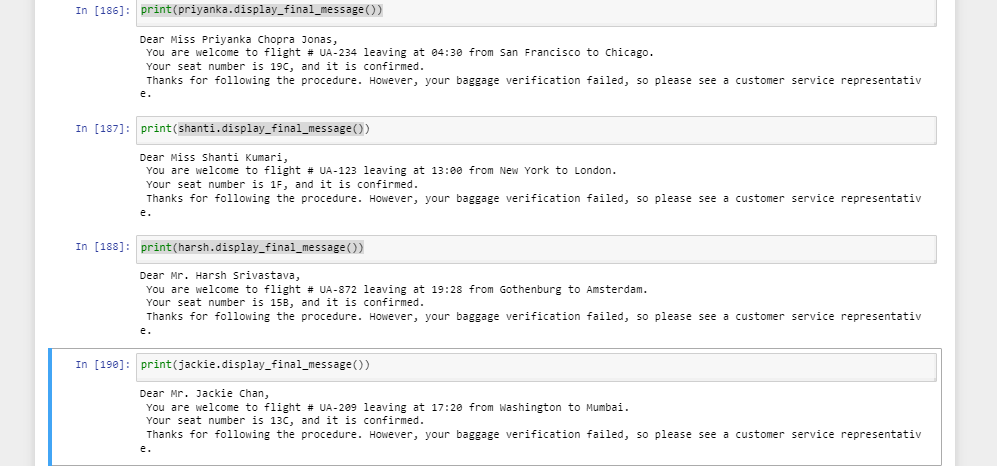 In [186]: print(priyanka.display_final_message())
Dear Miss Priyanka Chopra Jonas,
You are welcome to flight # UA-234 leaving at 04:30 from San Francisco to Chicago.
Your seat number is 19C, and it is confirmed.
Thanks for following the procedure. However, your baggage verification failed, so please see a customer service representativ
e.
In [187]: print(shanti.display_final_message())
Dear Miss Shanti Kumari,
You are welcome to flight # UA-123 leaving at 13:00 from New York to London.
Your seat number is 1F, and it is confirmed.
Thanks for following the procedure. However, your baggage verification failed, so please see a customer service representativ
e.
In [188]: print(harsh.display_final_message())
Dear Mr. Harsh Srivastava,
You are welcome to flight # UA-872 leaving at 19:28 from Gothenburg to Amsterdam.
Your seat number is 15B, and it is confirmed.
Thanks for following the procedure. However, your baggage verification failed, so please see a customer service representativ
e.
In [190]: print(jackie.display_final_message())
Dear Mr. Jackie Chan,
You are welcome to flight # UA-209 leaving at 17:20 from Washington to Mumbai.
Your seat number is 13C, and it is confirmed.
Thanks for following the procedure. However, your baggage verification failed, so please see a customer service representativ
e.